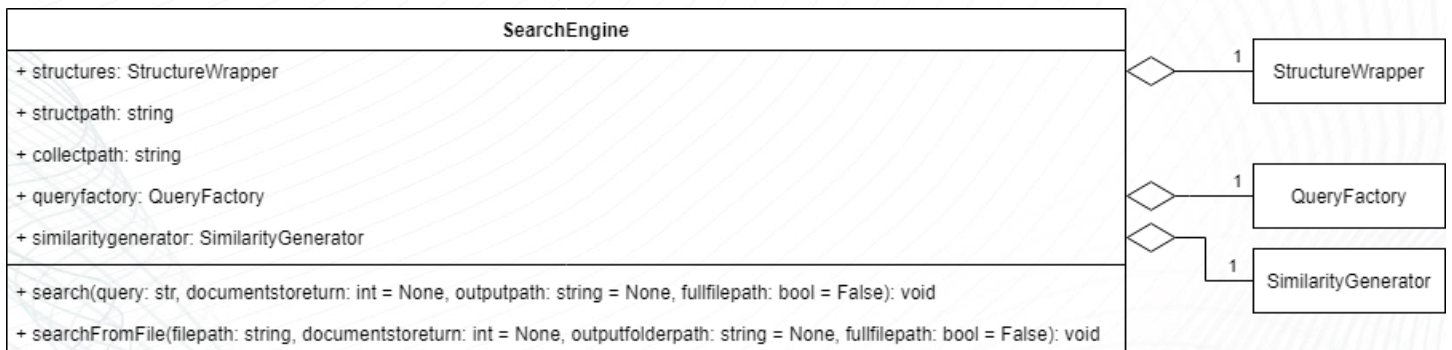 SearchEngine
+ structures: StructureWrapper
+ structpath: string
+ collectpath: string
+ queryfactory: QueryFactory
+ similaritygenerator: SimilarityGenerator
+ search(query: str, documentstoreturn: int = None, outputpath: string = None, fullfilepath: bool = False): void
+ searchFromFile(filepath: string, documentstoreturn: int = None, outputfolderpath: string = None, fullfilepath: bool = False): void
1
StructureWrapper
1
QueryFactory
1
SimilarityGenerator